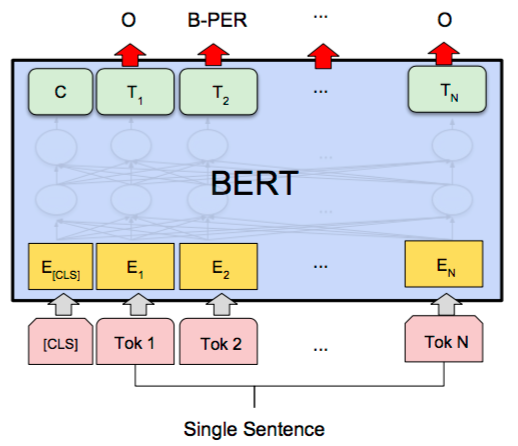 O B-PER ... O
C T1 T2 ... TN
...
BERT
...
E[CLS] E1 E2 ... EN
[CLS] Tok 1 Tok 2 ... Tok N
Single Sentence